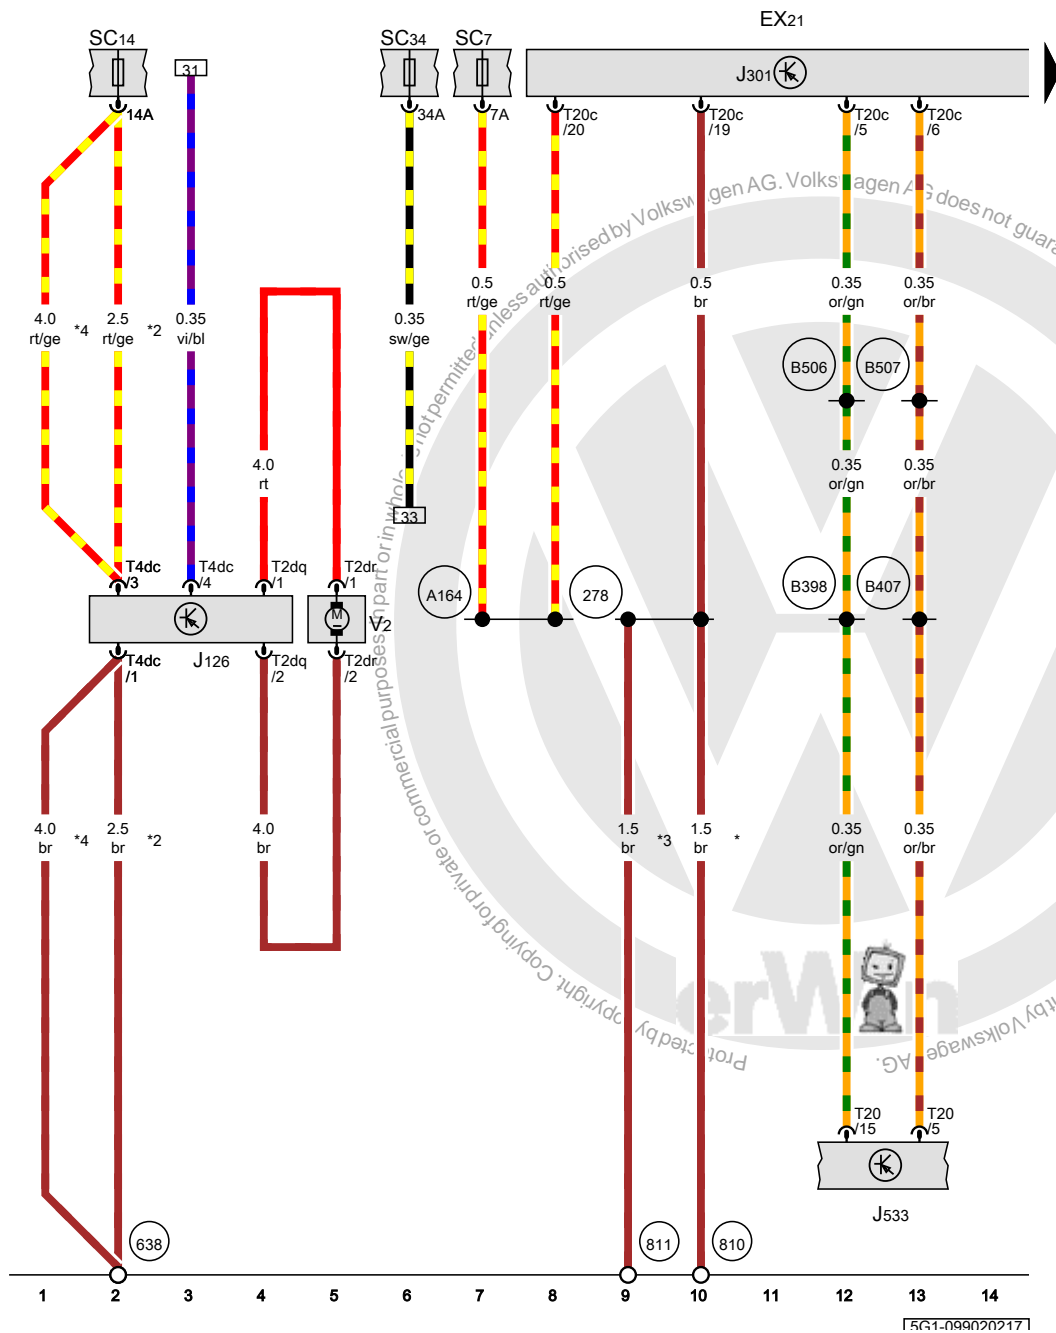 EX21
SC14
SC34
SC7
J301
31
14A
34A
7A
T20c
/20
T20c
/19
T20c
/5
T20c
/6
4.0
rt/ge
*4
2.5
rt/ge
*2
0.35
vi/bl
0.35
sw/ge
0.5
rt/ge
0.5
rt/ge
0.5
br
0.35
or/gn
0.35
or/br
B506
B507
4.0
rt
0.35
or/gn
0.35
or/br
33
T4dc
/3
T4dc
/4
T2dq
/1
T2dr
/1
A164
278
B398
B407
M
V2
J126
T4dc
/1
T2dq
/2
T2dr
/2
4.0
br
*4
2.5
br
*2
4.0
br
1.5
br
*3
1.5
br
*
0.35
or/gn
0.35
or/br
T20
/15
T20
/5
J533
638
811
810
1 2 3 4 5 6 7 8 9 10 11 12 13 14
5G1-099020217
erWin